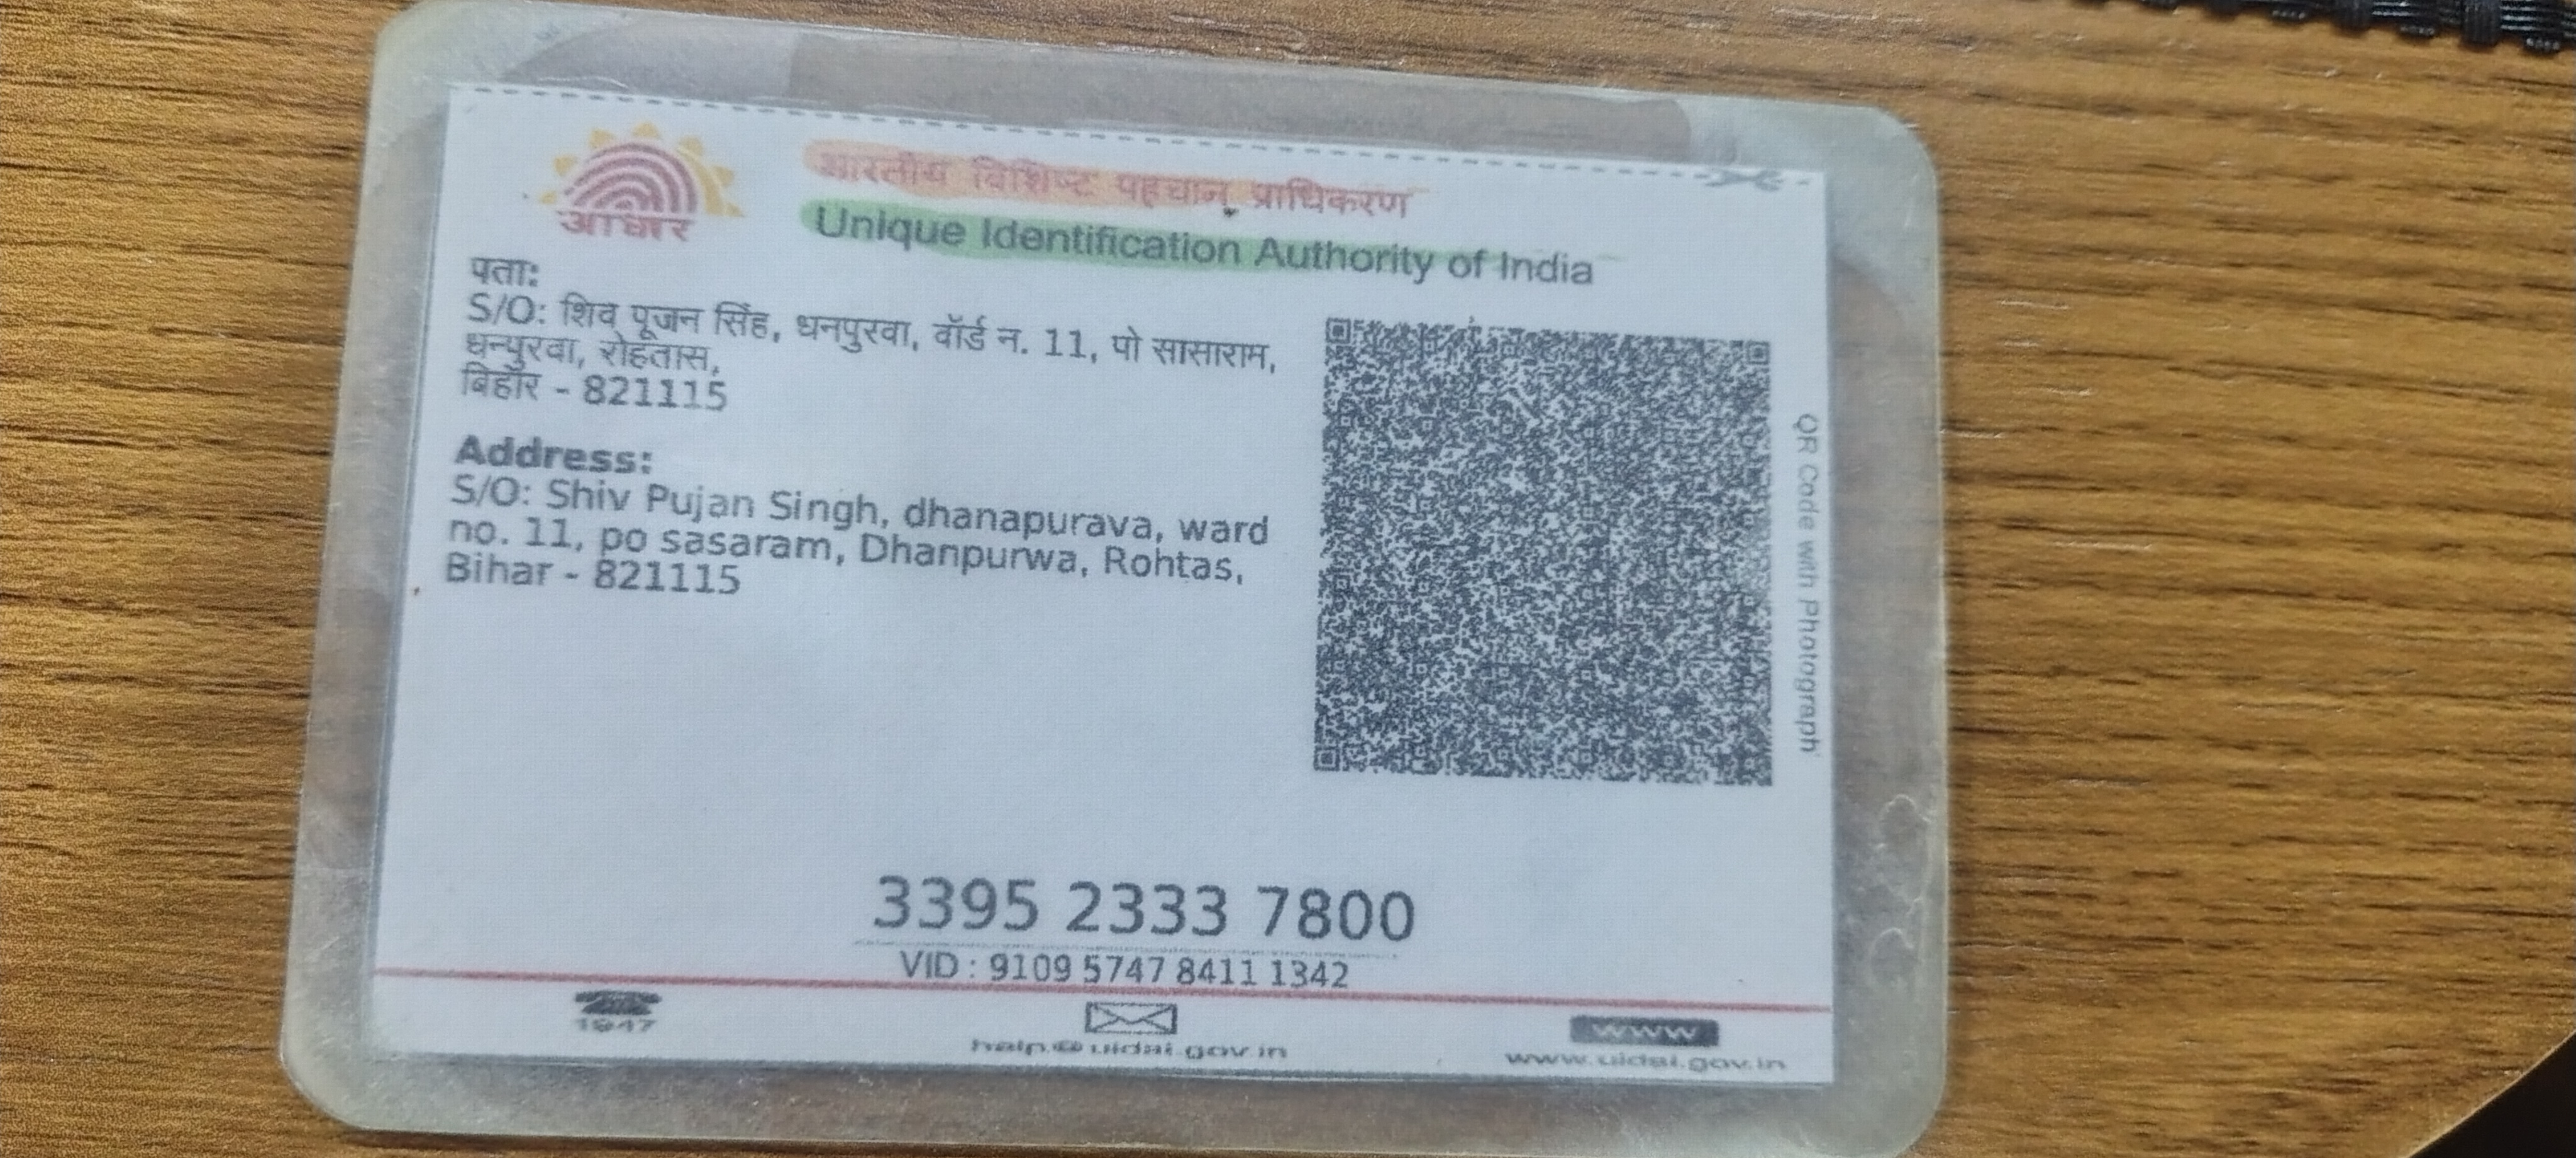 आधार
भारतीय विशिष्ट पहचान प्राधिकरण
Unique Identification Authority of India
पता:
S/O: शिव पूजन सिंह, धनपुरवा, वॉर्ड न. 11, पो सासाराम,
धन्पुरवा, रोहतास,
बिहार - 821115
Address:
S/O: Shiv Pujan Singh, dhanapurava, ward
no. 11, po sasaram, Dhanpurwa, Rohtas,
Bihar - 821115
QR Code with Photograph
3395 2333 7800
VID : 9109 5747 8411 1342
1947
help@uidai.gov.in
www
www.uidai.gov.in